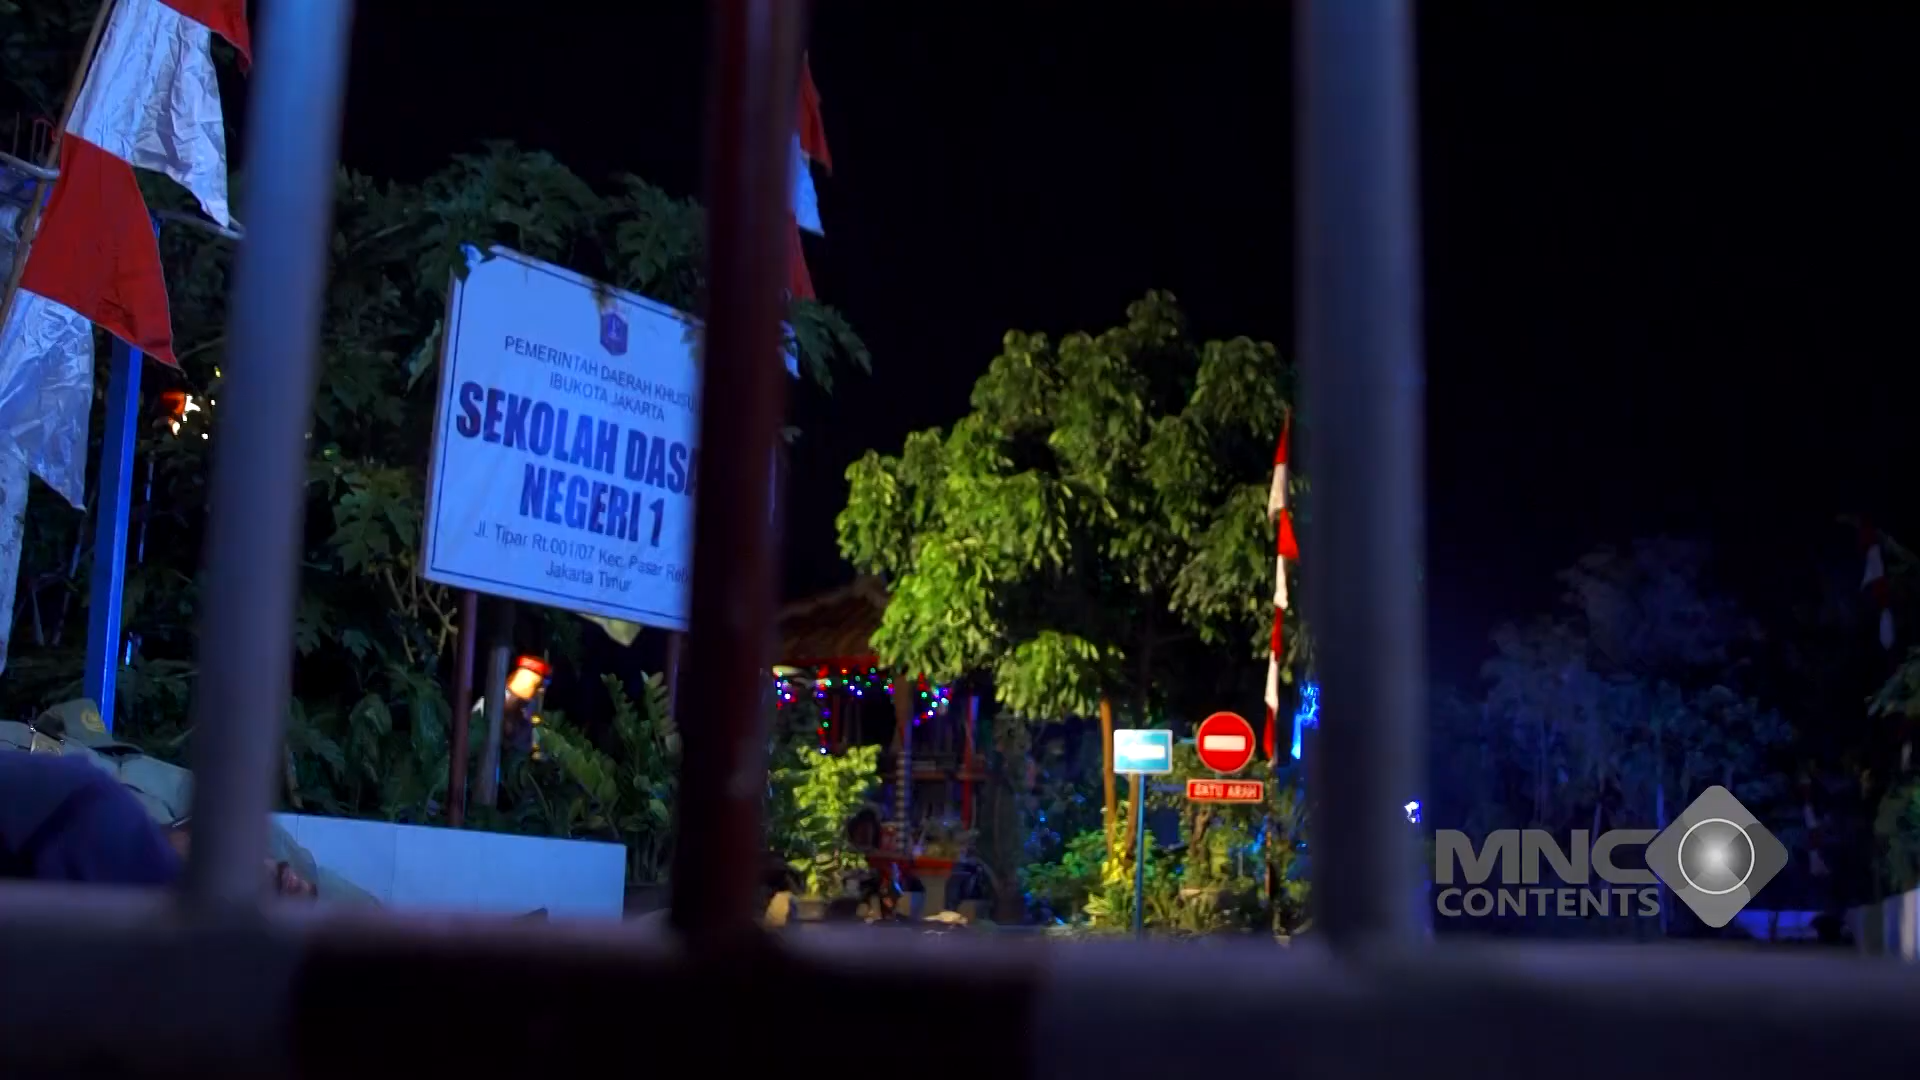 PEMERINTAH DAERAH KHUSU
IBUKOTA JAKARTA
SEKOLAH DASA
NEGERI 1
Jl. Tipar Rt.001/07 Kec. Pasar Reb
Jakarta Timur
SATU ARAH
MNC
CONTENTS